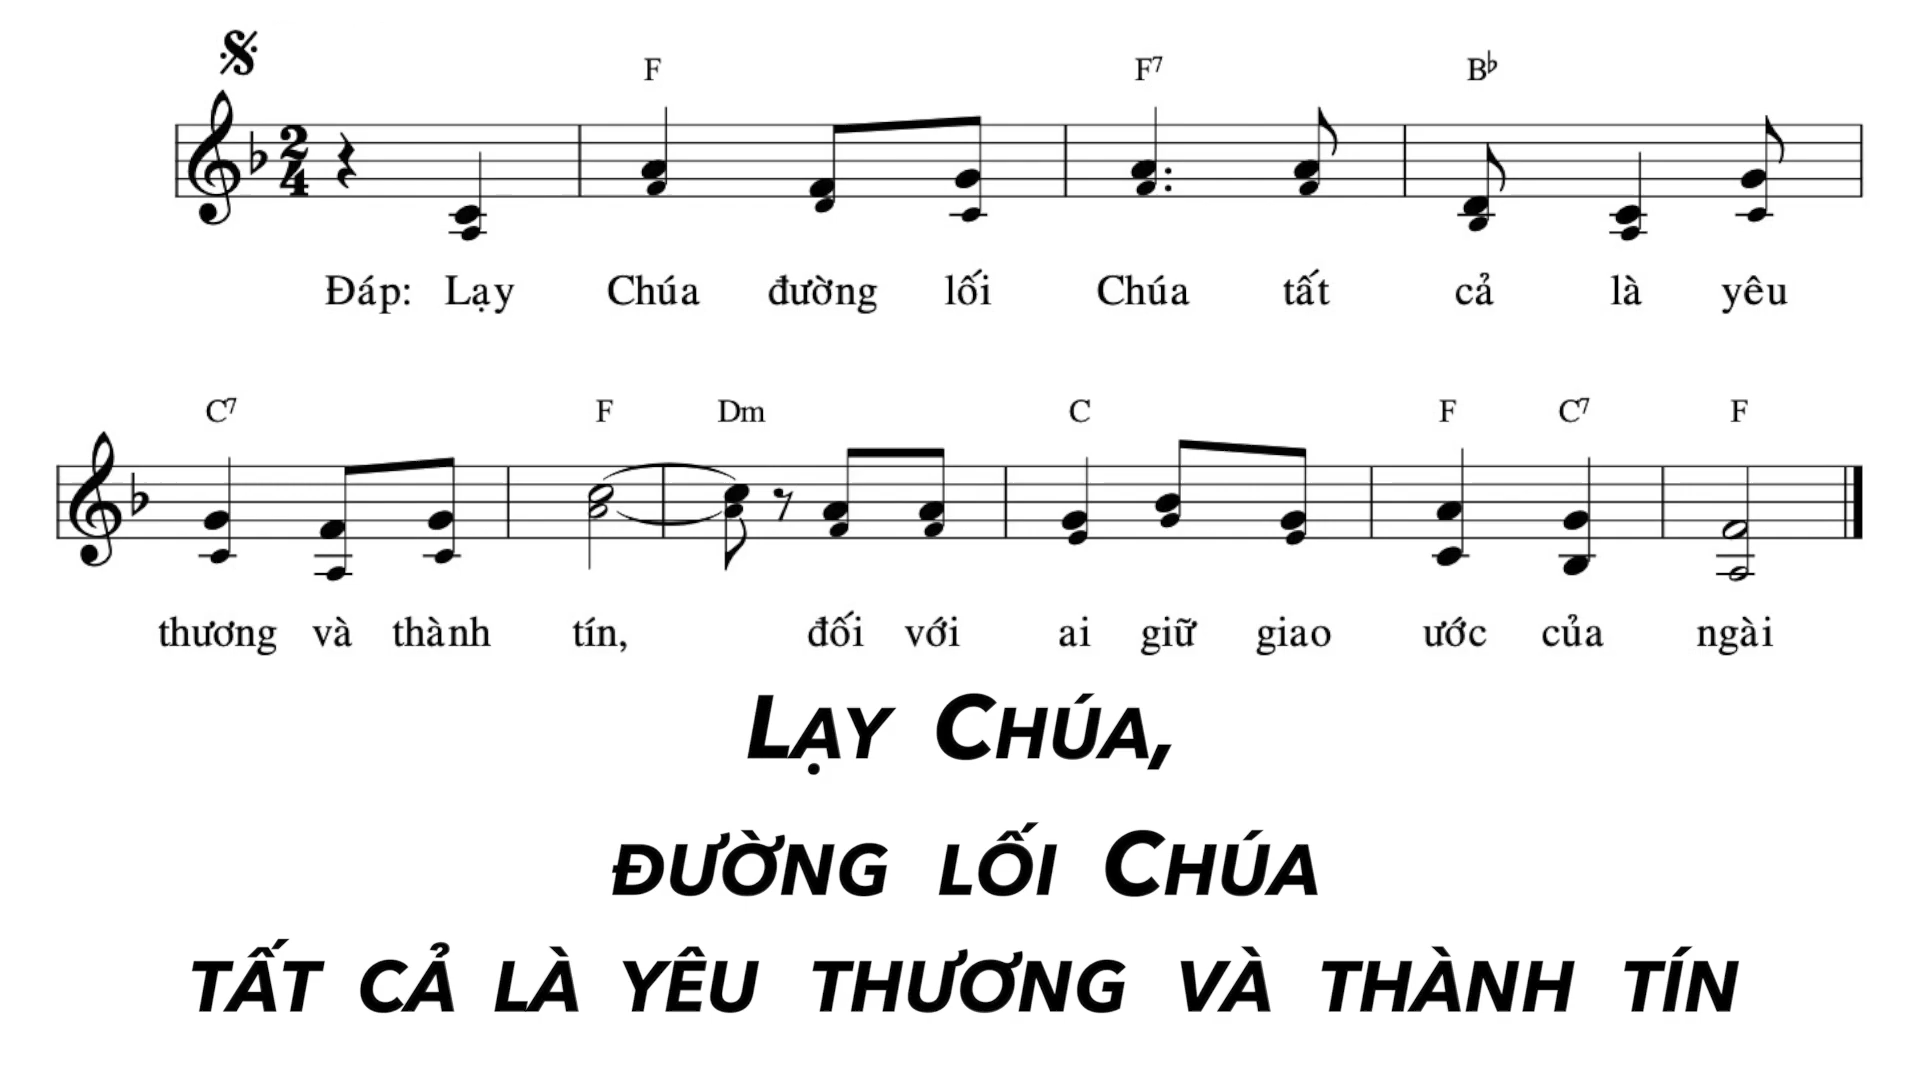 F F7 B♭
2
4
Đáp: Lạy Chúa đường lối Chúa tất cả là yêu
C7 F Dm C F C7 F
thương và thành tín, đối với ai giữ giao ước của ngài
LẠY CHÚA,
ĐƯỜNG LỐI CHÚA
TẤT CẢ LÀ YÊU THƯƠNG VÀ THÀNH TÍN